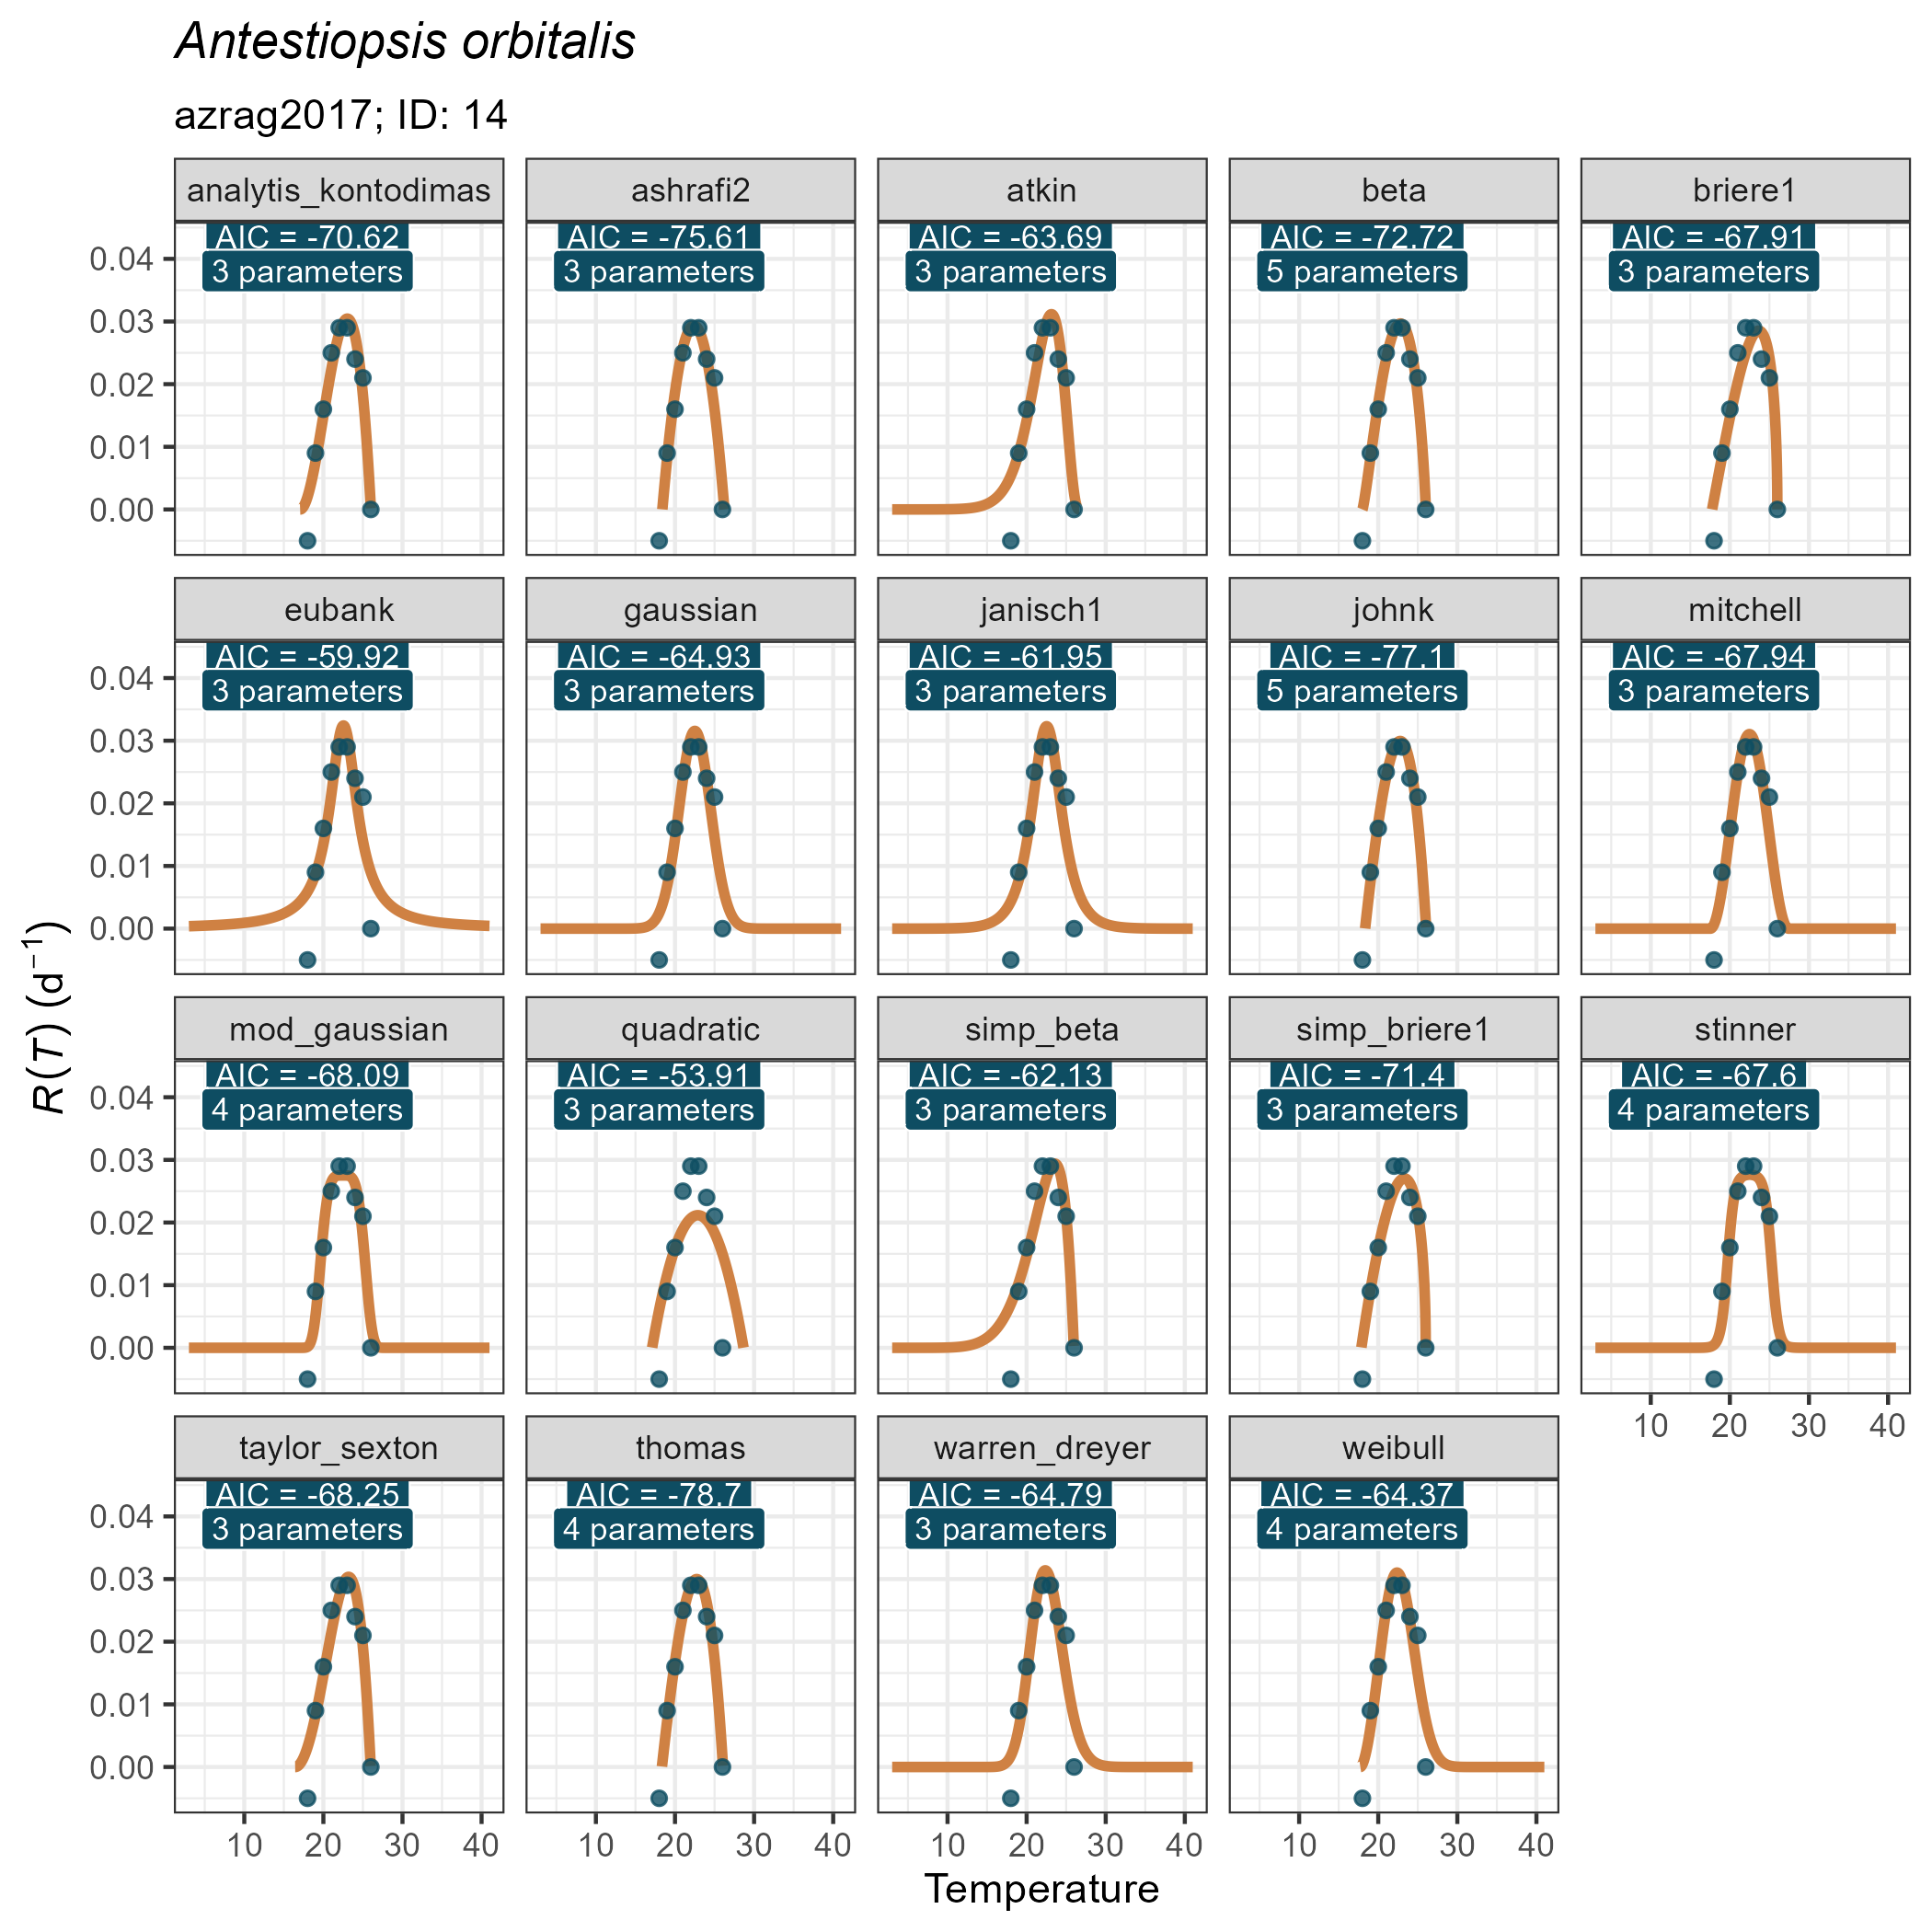 Antestiopsis orbitalis
azrag2017; ID: 14
analytis_kontodimas ashrafi2 atkin beta briere1
AIC = -70.62 AIC = -75.61 AIC = -63.69 AIC = -72.72 AIC = -67.91
3 parameters 3 parameters 3 parameters 5 parameters 3 parameters
0.04
0.03
0.02
0.01
0.00
eubank gaussian janisch1 johnk mitchell
AIC = -59.92 AIC = -64.93 AIC = -61.95 AIC = -77.1 AIC = -67.94
3 parameters 3 parameters 3 parameters 5 parameters 3 parameters
0.04
0.03
0.02
0.01
0.00
R(T) (d⁻¹)
mod_gaussian quadratic simp_beta simp_briere1 stinner
AIC = -68.09 AIC = -53.91 AIC = -62.13 AIC = -71.4 AIC = -67.6
4 parameters 3 parameters 3 parameters 3 parameters 4 parameters
0.04
0.03
0.02
0.01
0.00
10 20 30 40
taylor_sexton thomas warren_dreyer weibull
AIC = -68.25 AIC = -78.7 AIC = -64.79 AIC = -64.37
3 parameters 4 parameters 3 parameters 4 parameters
0.04
0.03
0.02
0.01
0.00
10 20 30 40 10 20 30 40 10 20 30 40 10 20 30 40
Temperature